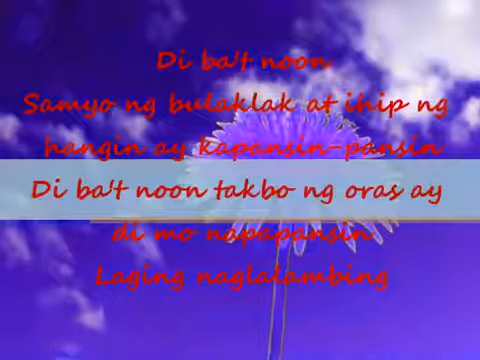 Di ba't noon
Samyo ng bulaklak at ihip ng
hangin ay kapansin-pansin
Di ba't noon takbo ng oras ay
di mo napapansin
Laging naglalambing